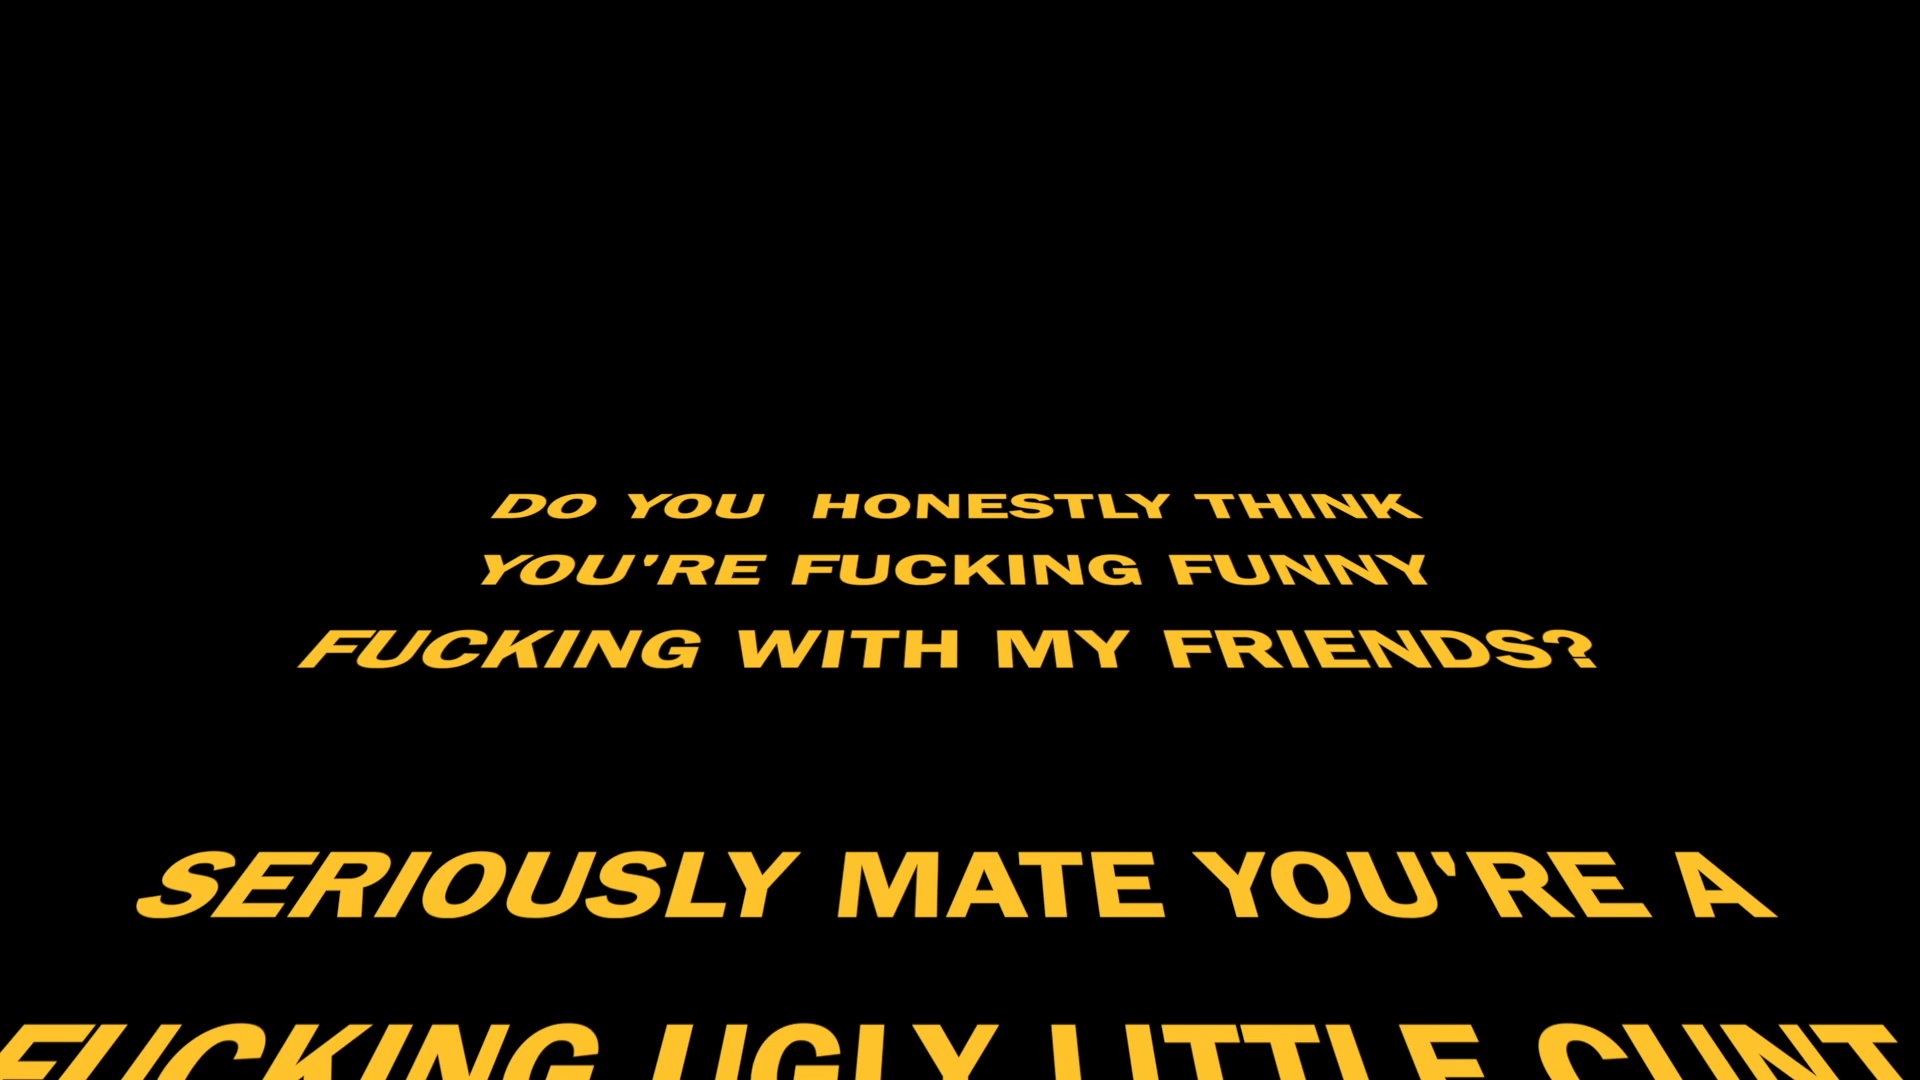 DO YOU  HONESTLY THINK
YOU'RE FUCKING FUNNY
FUCKING WITH MY FRIENDS?
SERIOUSLY MATE YOU'RE A
FUCKING UGLY LITTLE CUNT